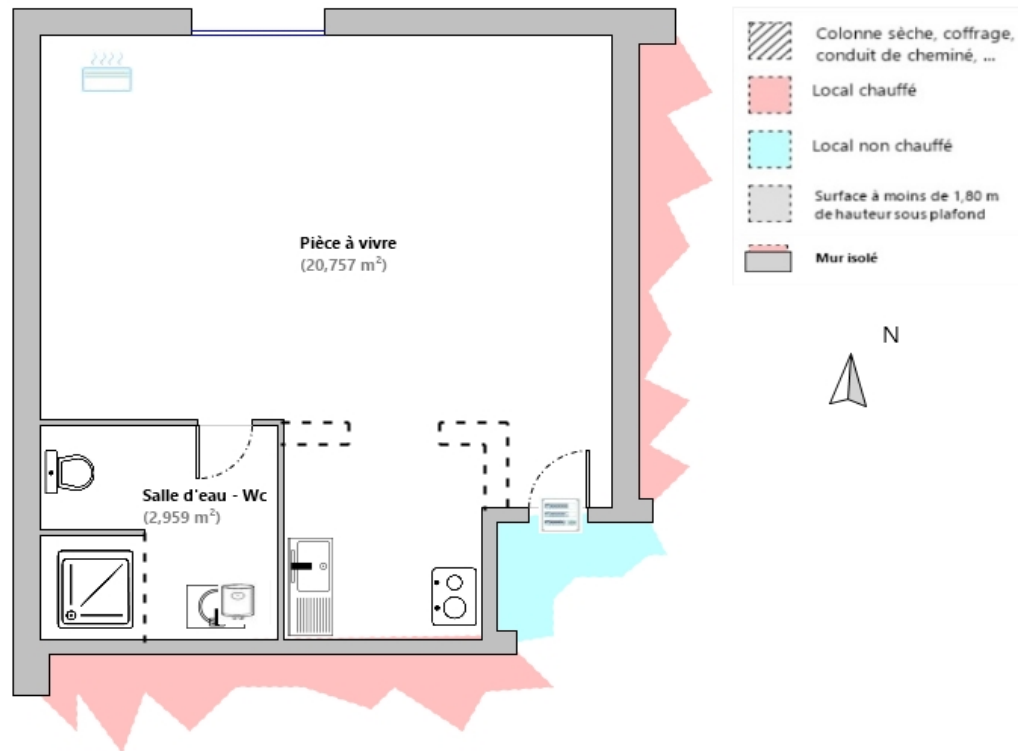 Colonne sèche, coffrage,
conduit de cheminé, ...
Local chauffé
Local non chauffé
Surface à moins de 1,80 m
de hauteur sous plafond
Mur isolé
N
Pièce à vivre
(20,757 m²)
Salle d'eau - Wc
(2,959 m²)